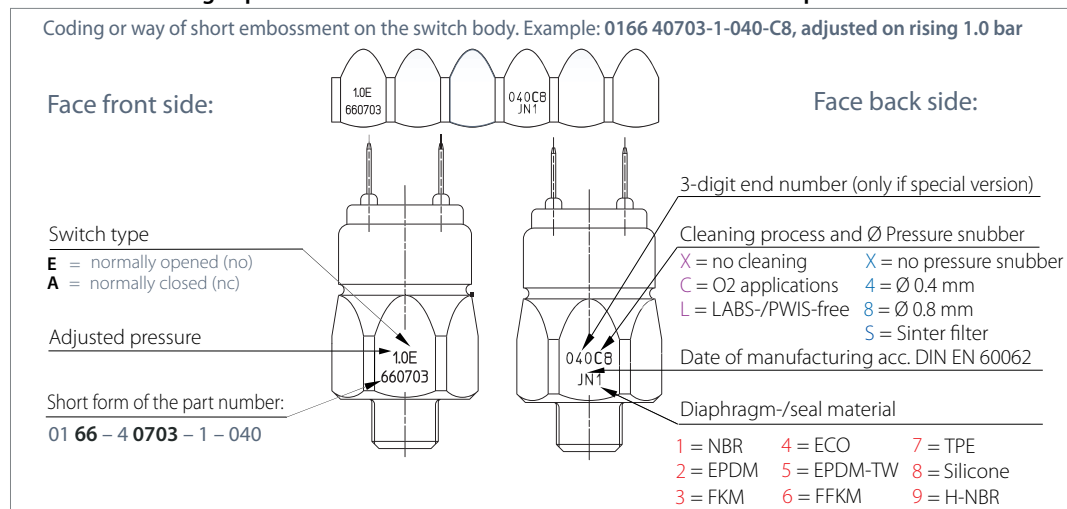 Coding or way of short embossment on the switch body. Example: 0166 40703-1-040-C8, adjusted on rising 1.0 bar
Face front side:
1.0E
660703
040C8
JN1
Face back side:
3-digit end number (only if special version)
Switch type
E = normally opened (no)
A = normally closed (nc)
Cleaning process and Ø Pressure snubber
X = no cleaning X = no pressure snubber
C = O2 applications 4 = Ø 0.4 mm
L = LABS-/PWIS-free 8 = Ø 0.8 mm
S = Sinter filter
Adjusted pressure
1.0E
660703
040C8
JN1
Date of manufacturing acc. DIN EN 60062
Short form of the part number:
01 66 – 4 0703 – 1 – 040
Diaphragm-/seal material
1 = NBR 4 = ECO 7 = TPE
2 = EPDM 5 = EPDM-TW 8 = Silicone
3 = FKM 6 = FFKM 9 = H-NBR